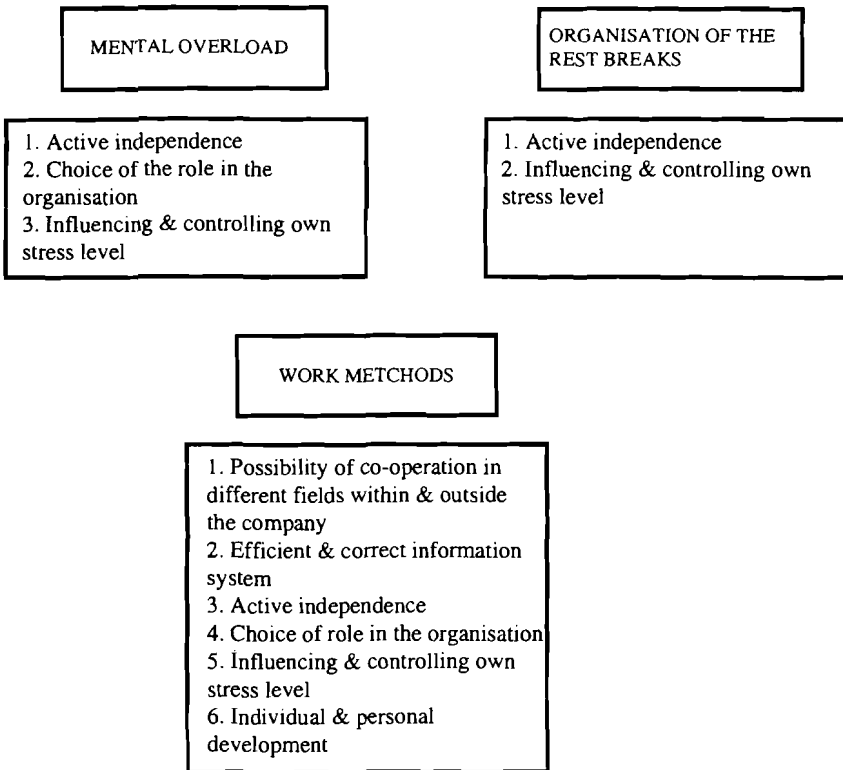 MENTAL OVERLOAD
ORGANISATION OF THE
REST BREAKS
1. Active independence
2. Choice of the role in the
organisation
3. Influencing & controlling own
stress level
1. Active independence
2. Influencing & controlling own
stress level
WORK METCHODS
1. Possibility of co-operation in
different fields within & outside
the company
2. Efficient & correct information
system
3. Active independence
4. Choice of role in the organisation
5. Influencing & controlling own
stress level
6. Individual & personal
development